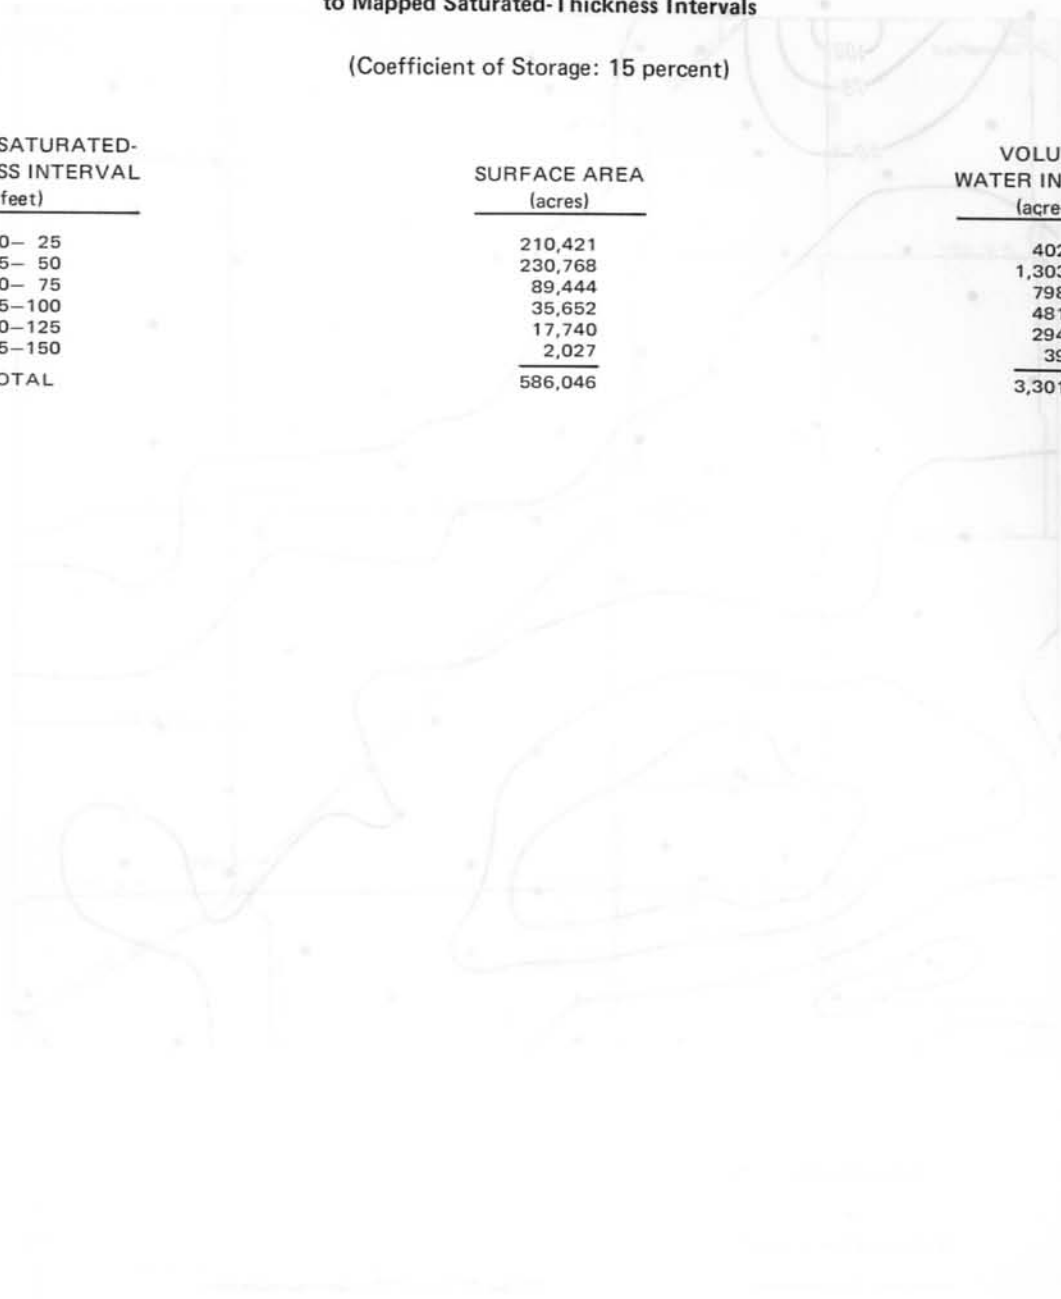 to Mapped Saturated-Thickness Intervals
(Coefficient of Storage: 15 percent)
SATURATED-
SS INTERVAL
feet)
SURFACE AREA
(acres)
VOLU
WATER IN
(acre
0— 25 210,421 402
5— 50 230,768 1,303
0— 75 89,444 798
5—100 35,652 481
0—125 17,740 294
5—150 2,027 39
OTAL 586,046 3,301